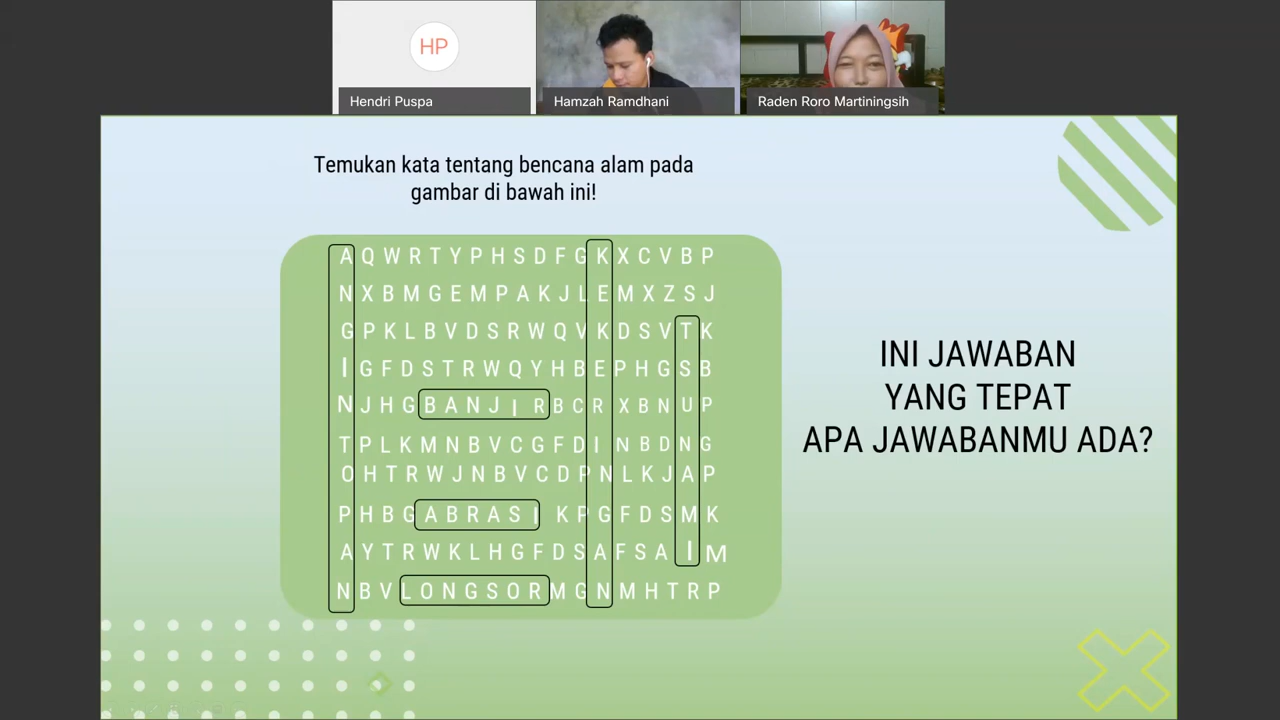 HP
Hendri Puspa
Hamzah Ramdhani
Raden Roro Martiningsih
Temukan kata tentang bencana alam pada
gambar di bawah ini!
A Q W R T Y P H S D F G K X C V B P
N X B M G E M P A K J L E M X Z S J
G P K L B V D S R W Q V K D S V T K
I G F D S T R W Q Y H B E P H G S B
N J H G B A N J I R B C R X B N U P
T P L K M N B V C G F D I N B D N G
O H T R W J N B V C D P N L K J A P
P H B G A B R A S I K P G F D S M K
A Y T R W K L H G F D S A F S A I M
N B V L O N G S O R M G N M H T R P
INI JAWABAN
YANG TEPAT
APA JAWABANMU ADA?